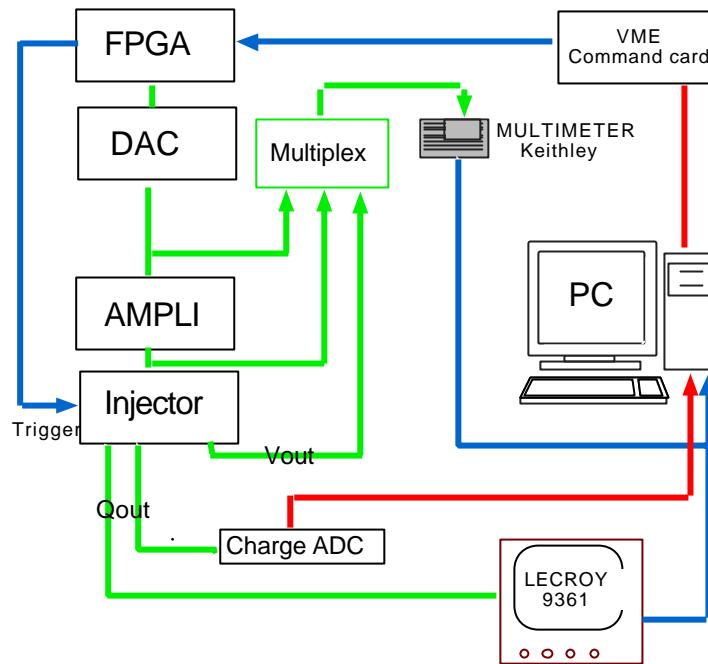 FPGA
VME
Command card
DAC
Multiplex
MULTIMETER
Keithley
PC
AMPLI
Injector
Trigger
Vout
Qout
Charge ADC
LECROY
9361